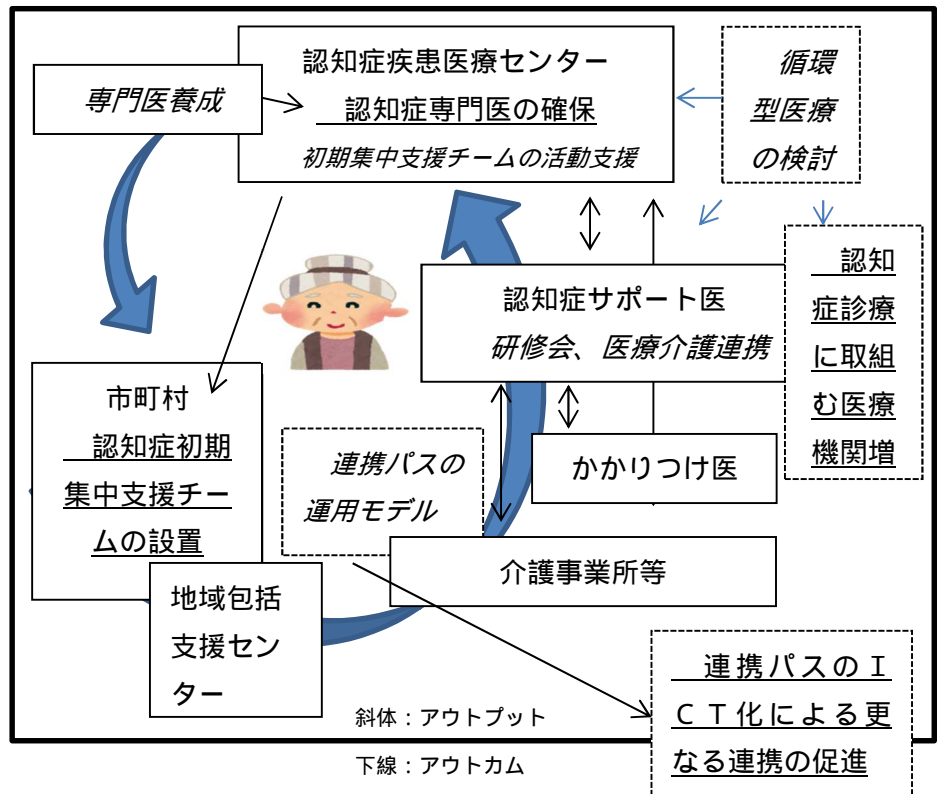 専門医養成
認知症疾患医療センター
認知症専門医の確保
初期集中支援チームの活動支援
循環
型医療
の検討
認知症サポート医
研修会、医療介護連携
認知
症診療
に取組
む医療
機関増
市町村
認知症初期
集中支援チー
ムの設置
連携パスの
運用モデル
かかりつけ医
介護事業所等
地域包括
支援セン
ター
連携パスのI
CT化による更
なる連携の促進
斜体：アウトプット
下線：アウトカム